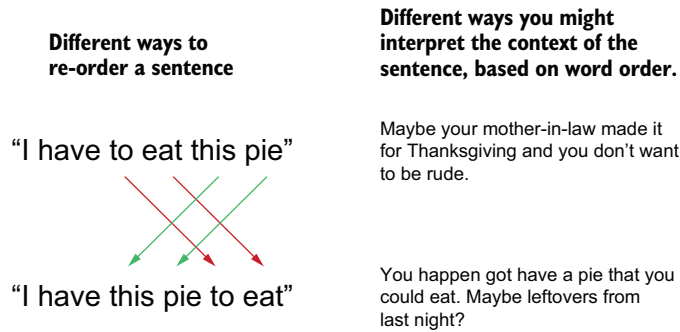 Different ways to
re-order a sentence
Different ways you might
interpret the context of the
sentence, based on word order.
“I have to eat this pie”
Maybe your mother-in-law made it
for Thanksgiving and you don’t want
to be rude.
“I have this pie to eat”
You happen got have a pie that you
could eat. Maybe leftovers from
last night?